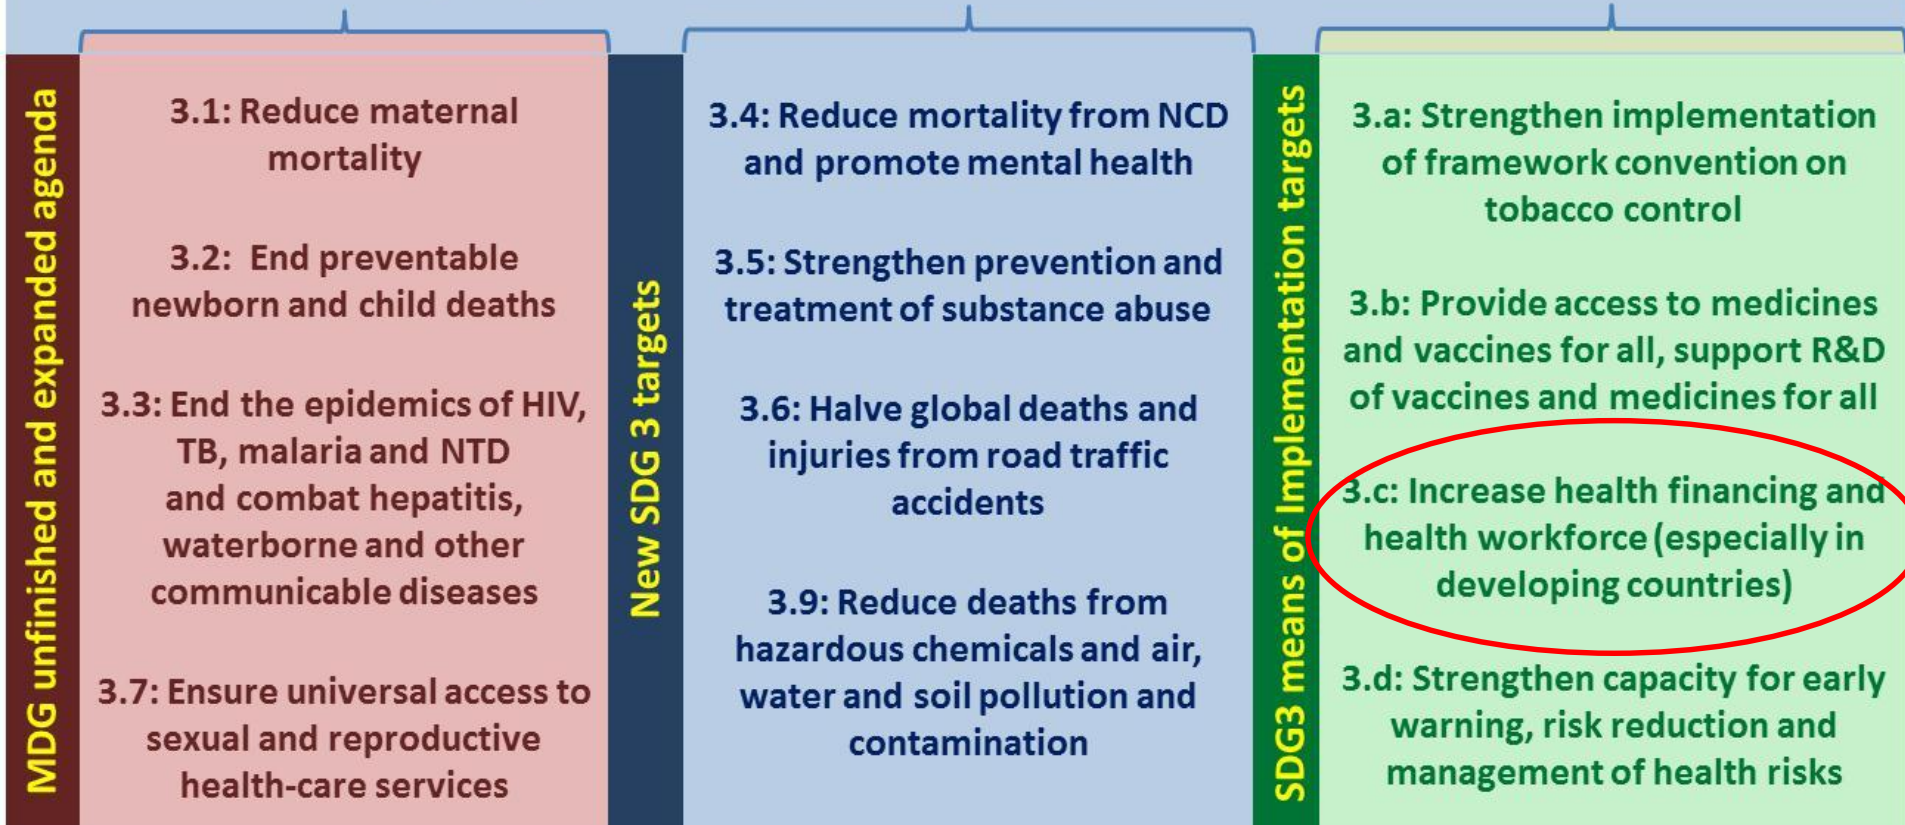 MDG unfinished and expanded agenda
3.1: Reduce maternal
mortality
3.2: End preventable
newborn and child deaths
3.3: End the epidemics of HIV,
TB, malaria and NTD
and combat hepatitis,
waterborne and other
communicable diseases
3.7: Ensure universal access to
sexual and reproductive
health-care services
New SDG 3 targets
3.4: Reduce mortality from NCD
and promote mental health
3.5: Strengthen prevention and
treatment of substance abuse
3.6: Halve global deaths and
injuries from road traffic
accidents
3.9: Reduce deaths from
hazardous chemicals and air,
water and soil pollution and
contamination
SDG3 means of Implementation targets
3.a: Strengthen implementation
of framework convention on
tobacco control
3.b: Provide access to medicines
and vaccines for all, support R&D
of vaccines and medicines for all
3.c: Increase health financing and
health workforce (especially in
developing countries)
3.d: Strengthen capacity for early
warning, risk reduction and
management of health risks